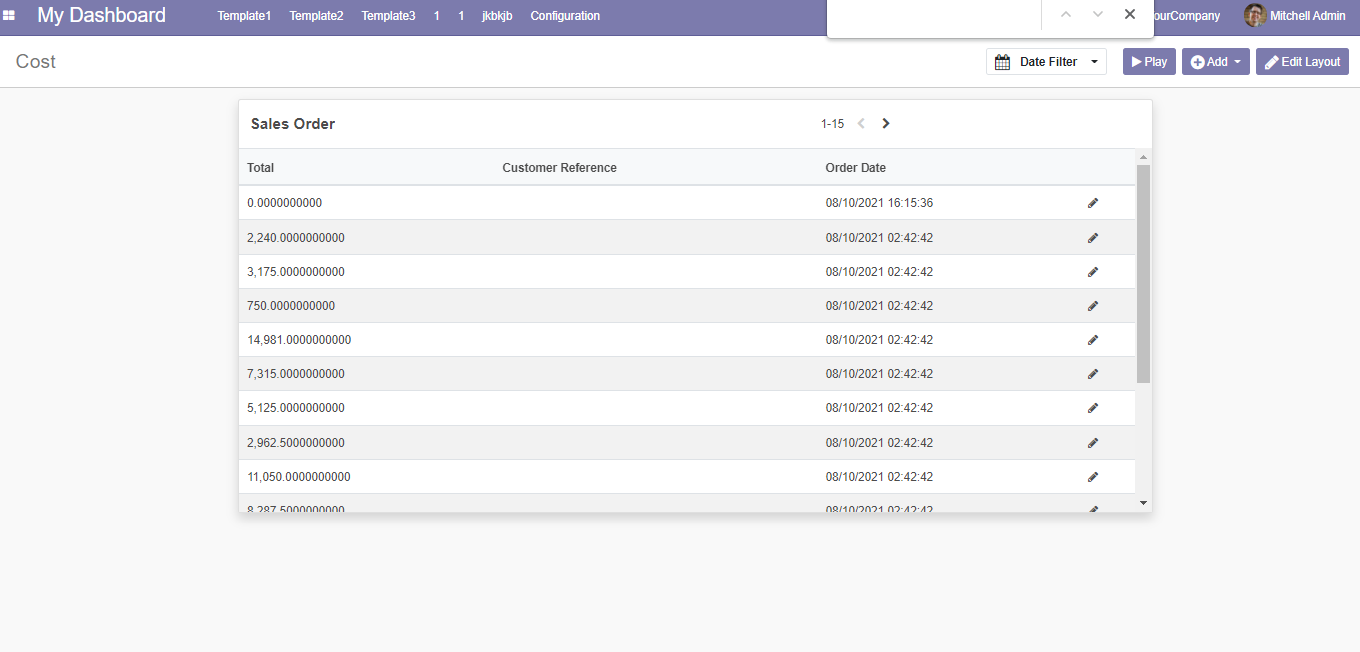 My Dashboard Template1 Template2 Template3 1 1 jkbkjb Configuration ourCompany Mitchell Admin
Cost Date Filter Play Add Edit Layout
Sales Order 1-15
Total Customer Reference Order Date
0.0000000000 08/10/2021 16:15:36
2,240.0000000000 08/10/2021 02:42:42
3,175.0000000000 08/10/2021 02:42:42
750.0000000000 08/10/2021 02:42:42
14,981.0000000000 08/10/2021 02:42:42
7,315.0000000000 08/10/2021 02:42:42
5,125.0000000000 08/10/2021 02:42:42
2,962.5000000000 08/10/2021 02:42:42
11,050.0000000000 08/10/2021 02:42:42
8,287.5000000000 08/10/2021 02:42:42